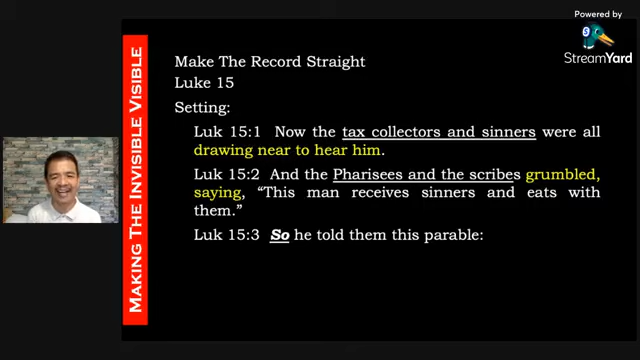 Powered by
StreamYard
MAKING THE INVISIBLE VISIBLE
Make The Record Straight
Luke 15
Setting:
Luk 15:1 Now the tax collectors and sinners were all
drawing near to hear him.
Luk 15:2 And the Pharisees and the scribes grumbled,
saying, “This man receives sinners and eats with
them.”
Luk 15:3 So he told them this parable: